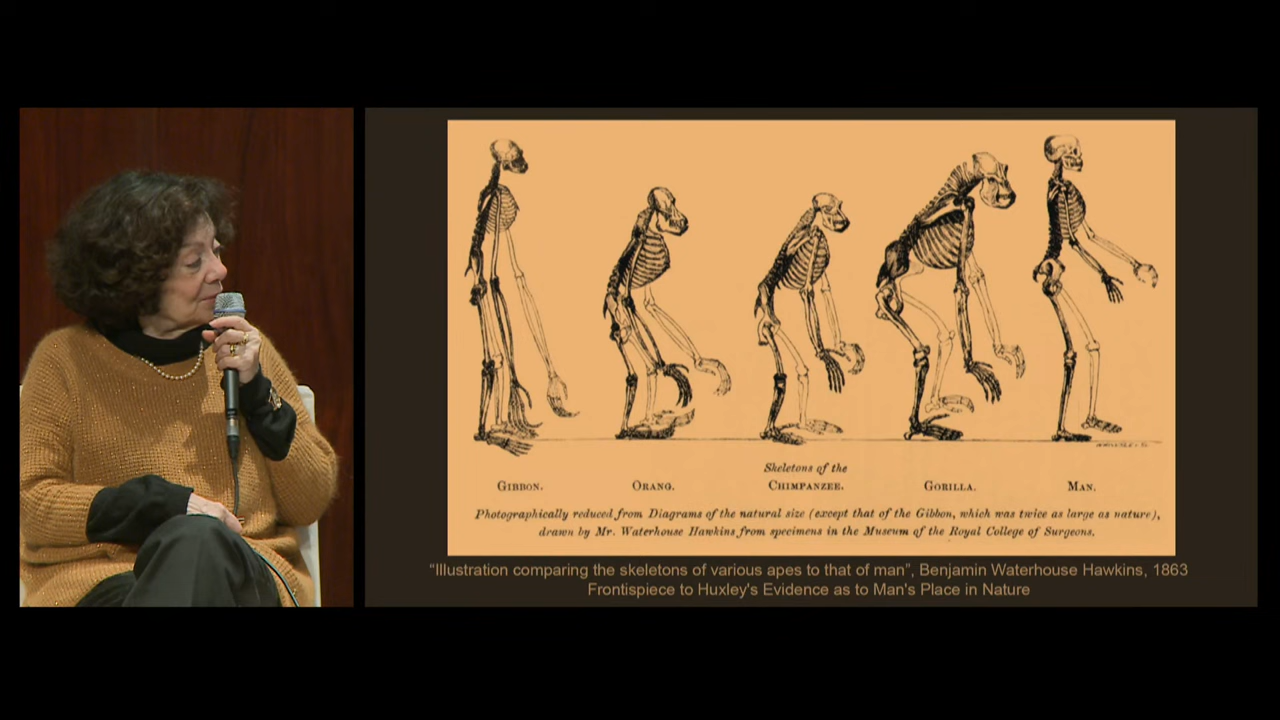 Skeletons of the
GIBBON. ORANG. CHIMPANZEE. GORILLA. MAN.
Photographically reduced from Diagrams of the natural size (except that of the Gibbon, which was twice as large as nature),
drawn by Mr. Waterhouse Hawkins from specimens in the Museum of the Royal College of Surgeons.
“Illustration comparing the skeletons of various apes to that of man”, Benjamin Waterhouse Hawkins, 1863
Frontispiece to Huxley's Evidence as to Man's Place in Nature